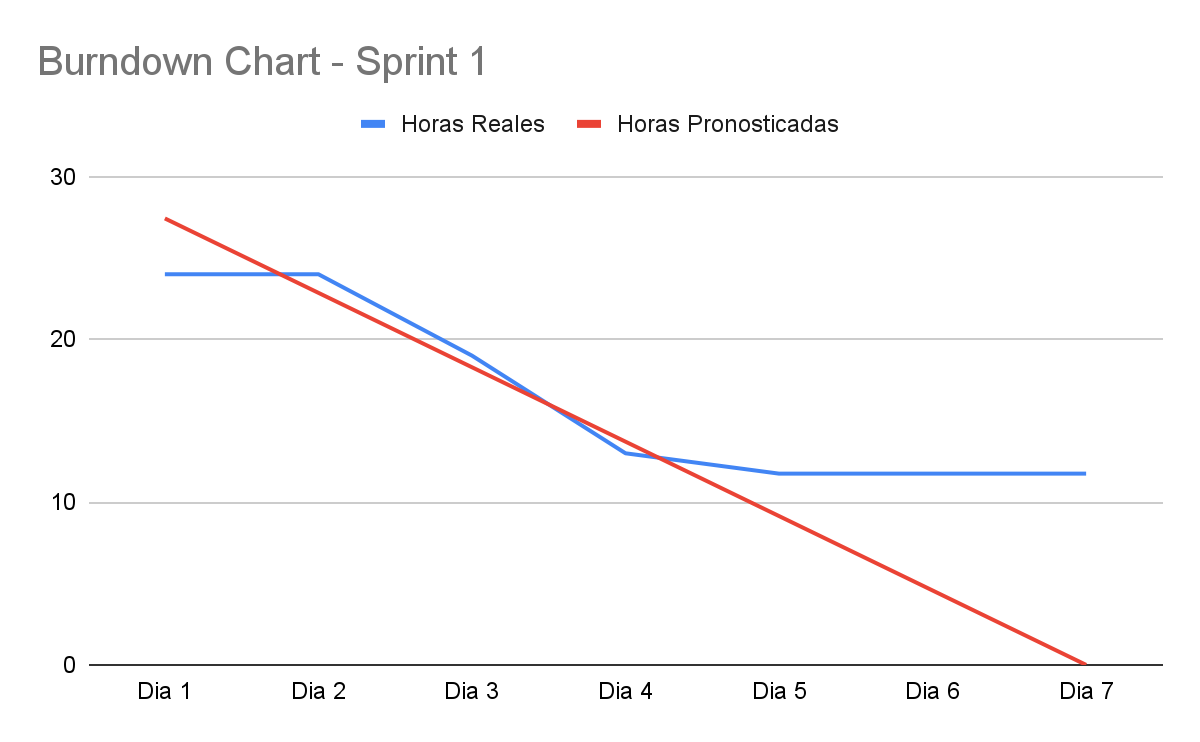 Burndown Chart - Sprint 1
Horas Reales Horas Pronosticadas
30
20
10
0
Dia 1 Dia 2 Dia 3 Dia 4 Dia 5 Dia 6 Dia 7